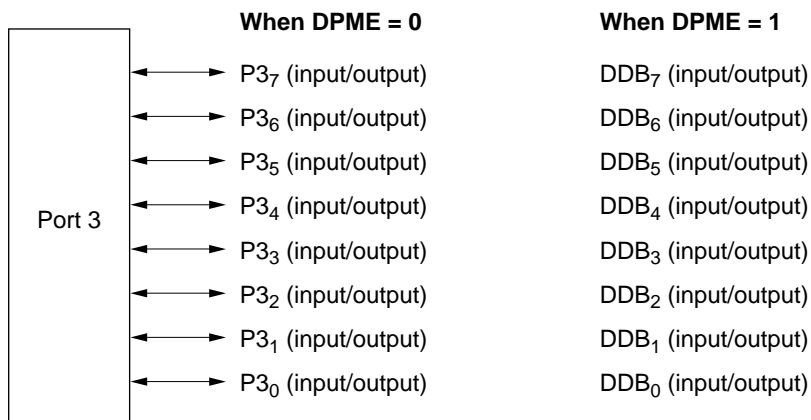 When DPME = 0 When DPME = 1
P3₇ (input/output) DDB₇ (input/output)
P3₆ (input/output) DDB₆ (input/output)
P3₅ (input/output) DDB₅ (input/output)
Port 3 P3₄ (input/output) DDB₄ (input/output)
P3₃ (input/output) DDB₃ (input/output)
P3₂ (input/output) DDB₂ (input/output)
P3₁ (input/output) DDB₁ (input/output)
P3₀ (input/output) DDB₀ (input/output)